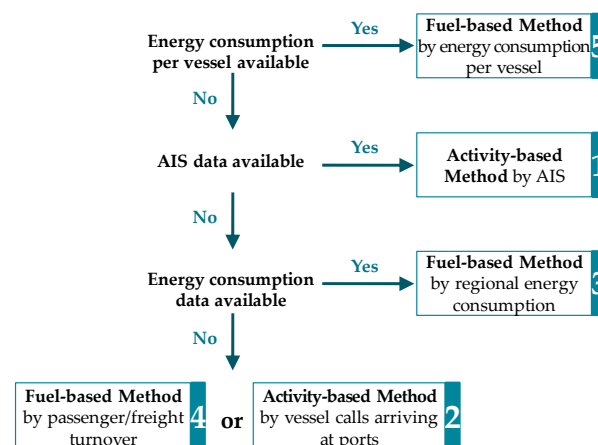 Energy consumption
per vessel available
Yes
Fuel-based Method
by energy consumption
per vessel
5
No
AIS data available
Yes
Activity-based
Method by AIS
1
No
Energy consumption
data available
Yes
Fuel-based Method
by regional energy
consumption
3
No
Fuel-based Method
by passenger/freight
turnover
4
or
Activity-based Method
by vessel calls arriving
at ports
2